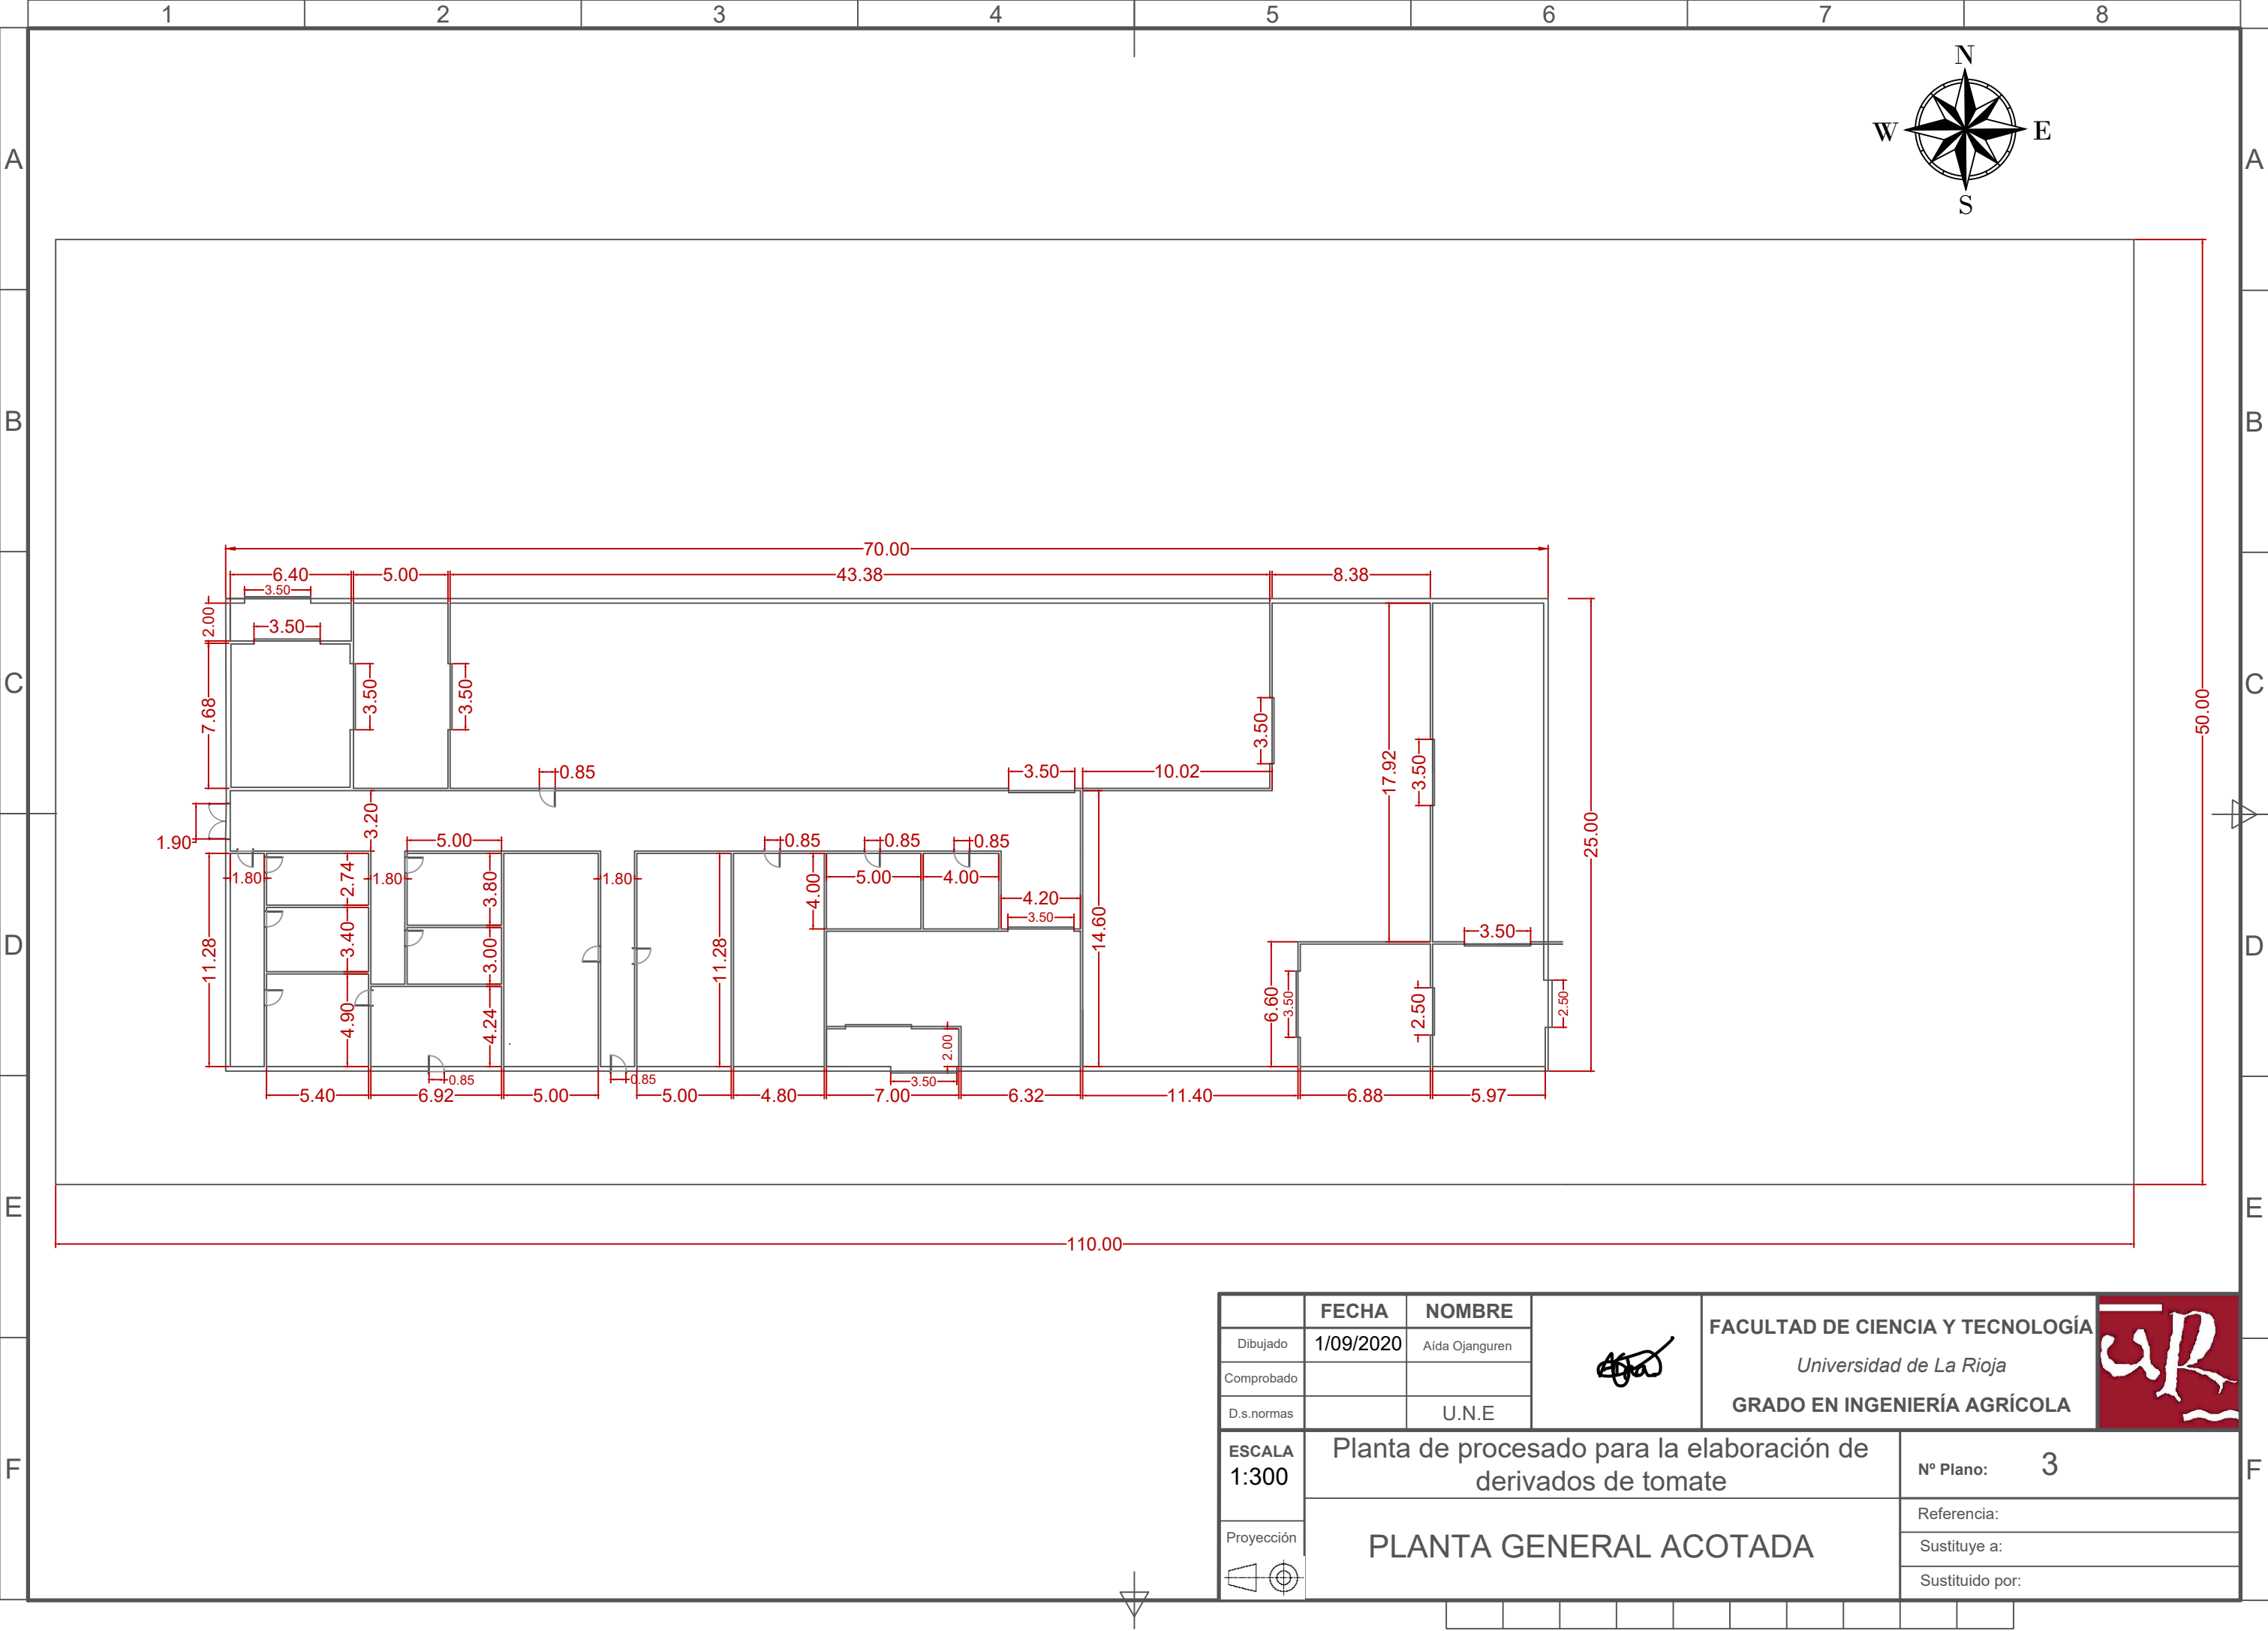 1 2 3 4 5 6 7 8
N
W E
S
A A
B B
C C
D D
E E
F F
70.00
6.40 5.00 43.38 8.38
3.50
2.00
3.50
7.68
3.50
3.50
3.50
17.92
3.50
50.00
0.85
3.50
10.02
1.90
3.20
25.00
5.00
0.85
0.85
0.85
1.80
2.74
1.80
3.80
1.80
4.00
5.00
4.00
4.20
3.50
14.60
3.50
11.28
3.40
3.00
11.28
4.90
4.24
2.00
6.60
3.50
2.50
2.50
0.85
0.85
3.50
5.40 6.92 5.00 5.00 4.80 7.00 6.32 11.40 6.88 5.97
110.00
FECHA NOMBRE
Dibujado 1/09/2020 Aída Ojanguren
Comprobado
D.s.normas U.N.E
FACULTAD DE CIENCIA Y TECNOLOGÍA
Universidad de La Rioja
GRADO EN INGENIERÍA AGRÍCOLA
uR
ESCALA
1:300
Planta de procesado para la elaboración de
derivados de tomate
Nº Plano: 3
Proyección
PLANTA GENERAL ACOTADA
Referencia:
Sustituye a:
Sustituido por: